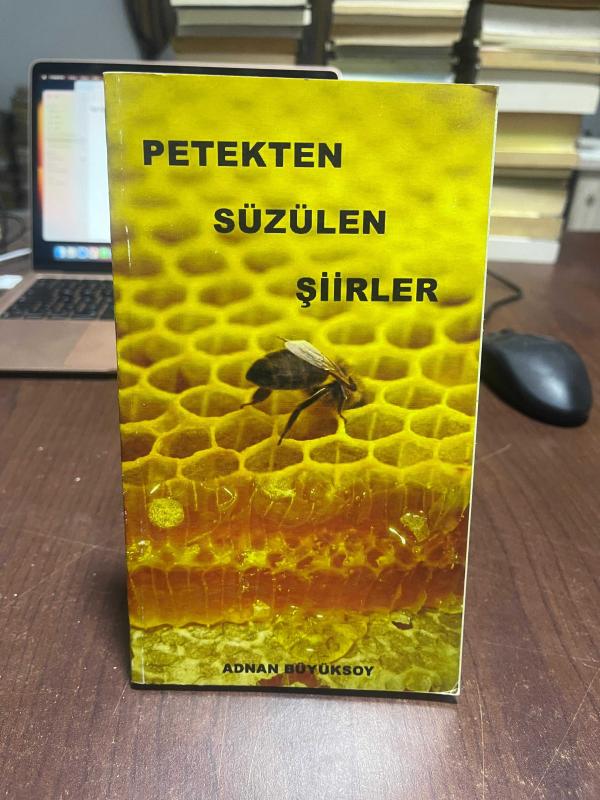 PETEKTEN
SÜZÜLEN
ŞİİRLER
ADNAN BÜYÜKSOY